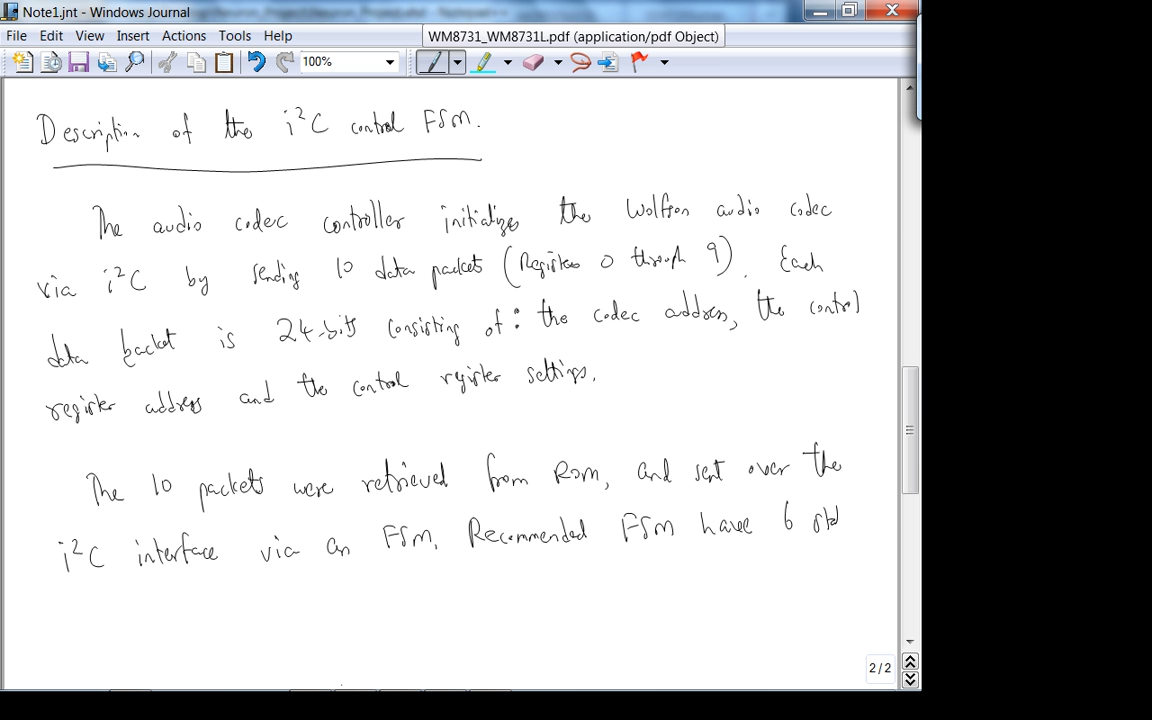 Note1.jnt - Windows Journal
File Edit View Insert Actions Tools Help
WM8731_WM8731L.pdf (application/pdf Object)
100%
Description of the i²C control FSM.
The audio codec controller initializes the Wolfson audio codec
via i²C by sending 10 data packets (Registers 0 through 9). Each
data packet is 24-bits consisting of: the codec address, the control
register address and the control register settings.
The 10 packets were retrieved from ROM, and sent over the
i²C interface via an FSM. Recommended FSM have 6
2/2